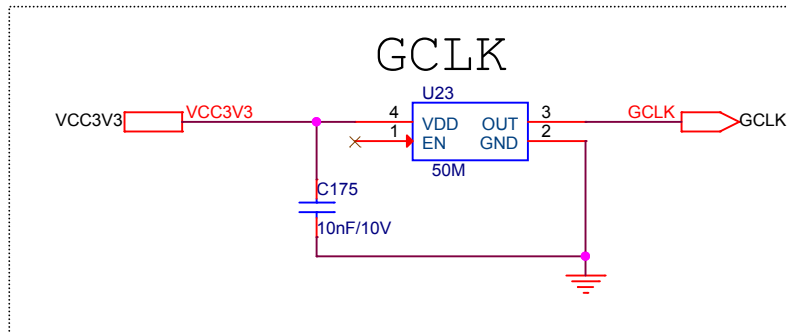 GCLK
U23
VCC3V3
VCC3V3
4
VDD
OUT
3
GCLK
GCLK
1
EN
GND
2
50M
C175
10nF/10V